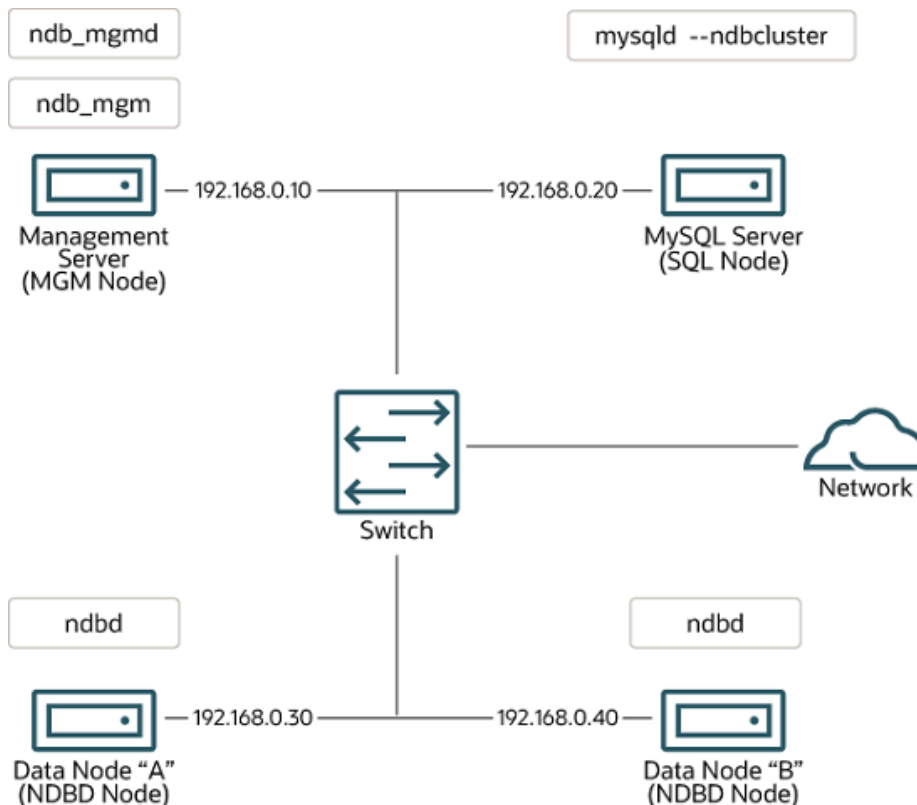 ndb_mgmd
mysqld --ndbcluster
ndb_mgm
192.168.0.10
192.168.0.20
Management
Server
(MGM Node)
MySQL Server
(SQL Node)
Switch
Network
ndbd
ndbd
192.168.0.30
192.168.0.40
Data Node “A”
(NDBD Node)
Data Node “B”
(NDBD Node)